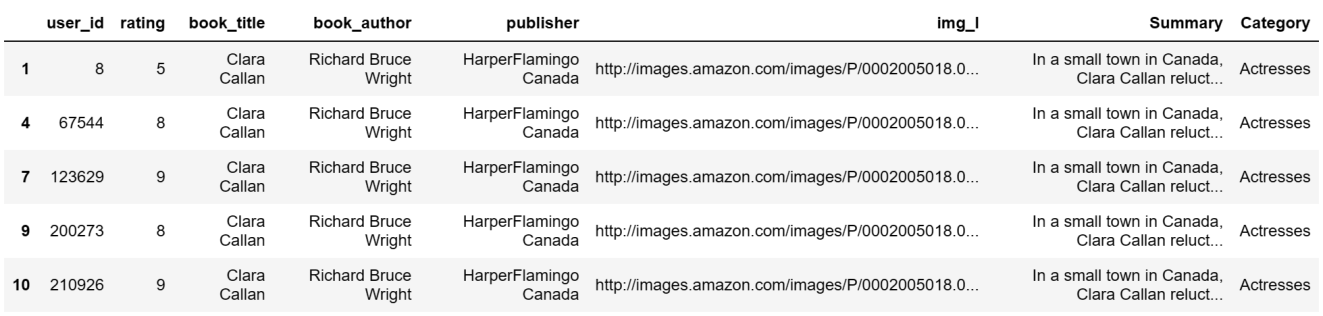 user_id rating book_title book_author publisher img_l Summary Category
1 8 5 Clara Callan Richard Bruce Wright HarperFlamingo Canada http://images.amazon.com/images/P/0002005018.0... In a small town in Canada, Clara Callan reluct... Actresses
4 67544 8 Clara Callan Richard Bruce Wright HarperFlamingo Canada http://images.amazon.com/images/P/0002005018.0... In a small town in Canada, Clara Callan reluct... Actresses
7 123629 9 Clara Callan Richard Bruce Wright HarperFlamingo Canada http://images.amazon.com/images/P/0002005018.0... In a small town in Canada, Clara Callan reluct... Actresses
9 200273 8 Clara Callan Richard Bruce Wright HarperFlamingo Canada http://images.amazon.com/images/P/0002005018.0... In a small town in Canada, Clara Callan reluct... Actresses
10 210926 9 Clara Callan Richard Bruce Wright HarperFlamingo Canada http://images.amazon.com/images/P/0002005018.0... In a small town in Canada, Clara Callan reluct... Actresses